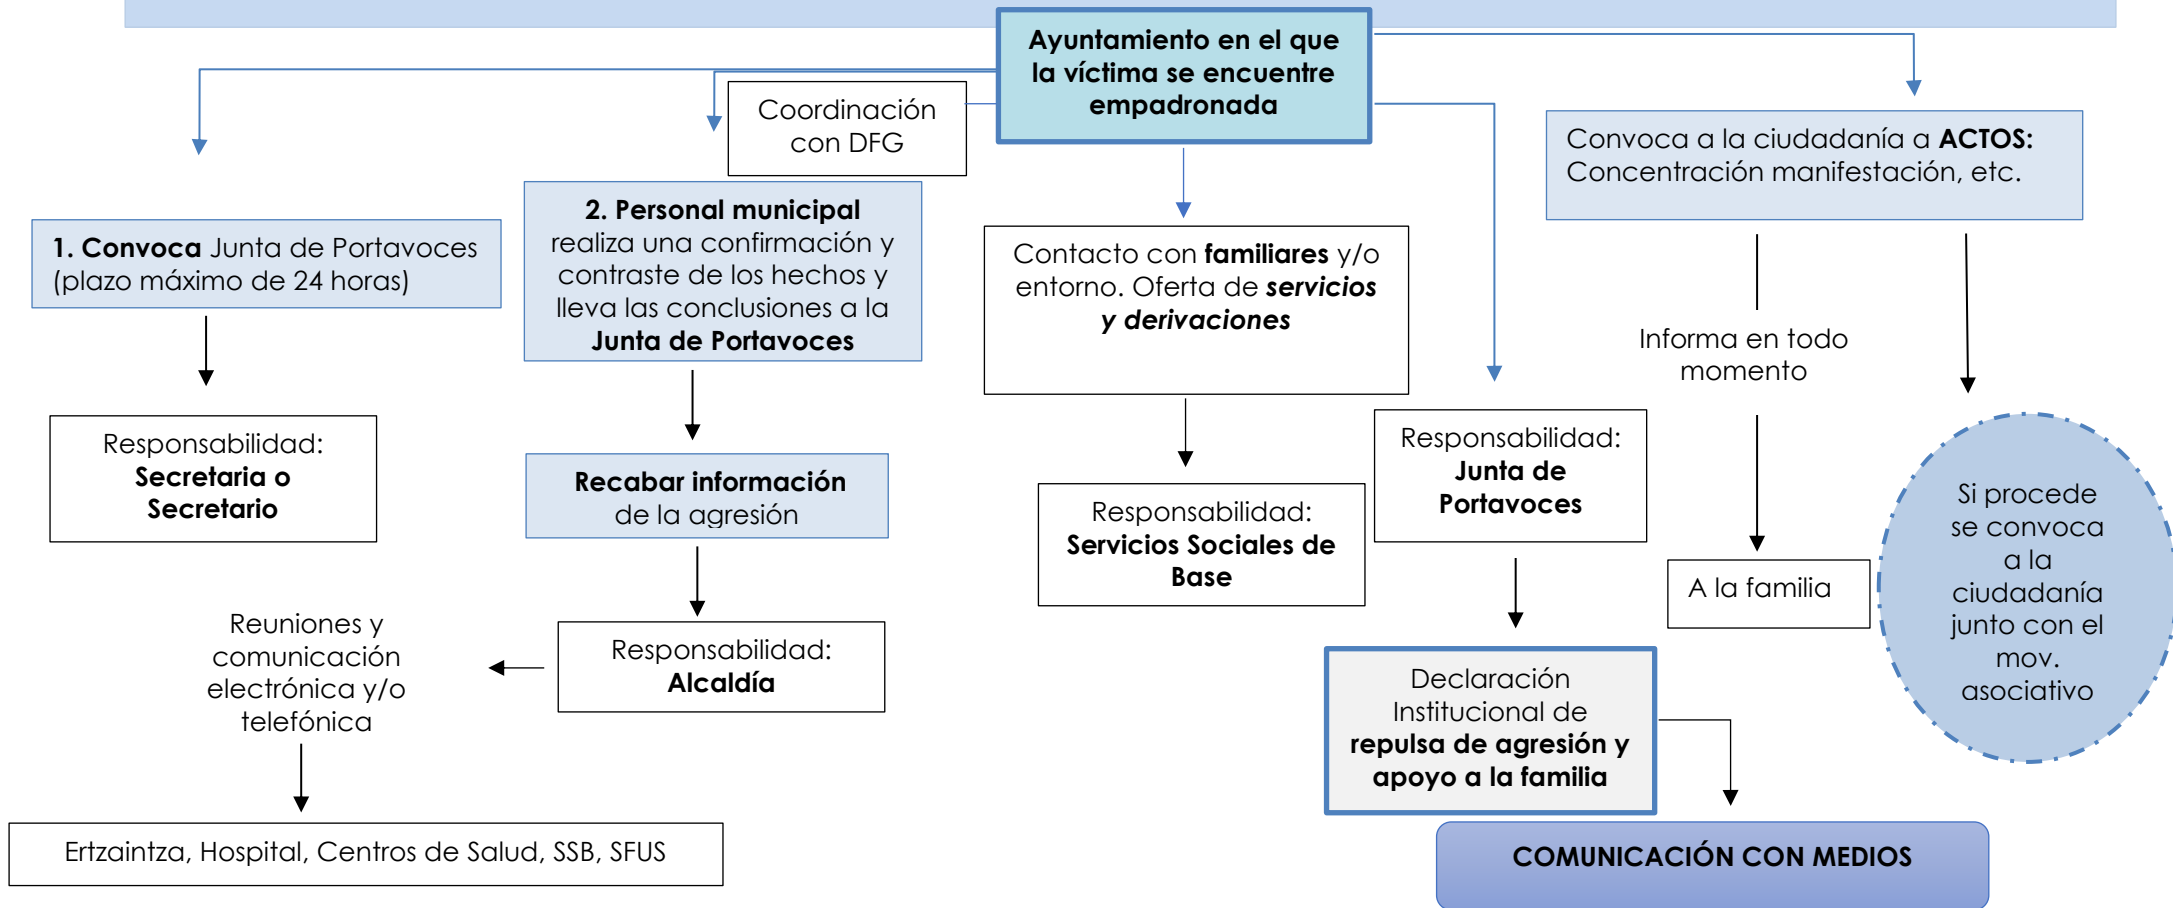 Ayuntamiento en el que
la víctima se encuentre
empadronada
Coordinación
con DFG
1. Convoca Junta de Portavoces
(plazo máximo de 24 horas)
Responsabilidad:
Secretaria o
Secretario
2. Personal municipal
realiza una confirmación y
contraste de los hechos y
lleva las conclusiones a la
Junta de Portavoces
Recabar información
de la agresión
Responsabilidad:
Alcaldía
Reuniones y
comunicación
electrónica y/o
telefónica
Ertzaintza, Hospital, Centros de Salud, SSB, SFUS
Contacto con familiares y/o
entorno. Oferta de servicios
y derivaciones
Responsabilidad:
Servicios Sociales de
Base
Responsabilidad:
Junta de
Portavoces
Declaración
Institucional de
repulsa de agresión y
apoyo a la familia
COMUNICACIÓN CON MEDIOS
Convoca a la ciudadanía a ACTOS:
Concentración manifestación, etc.
Informa en todo
momento
A la familia
Si procede
se convoca
a la
ciudadanía
junto con el
mov.
asociativo